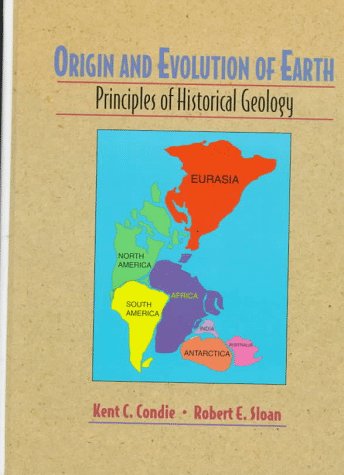 ORIGIN AND EVOLUTION OF EARTH
Principles of Historical Geology
EURASIA
NORTH
AMERICA
AFRICA
SOUTH
AMERICA
INDIA
AUSTRALIA
ANTARCTICA
Kent C. Condie • Robert E. Sloan